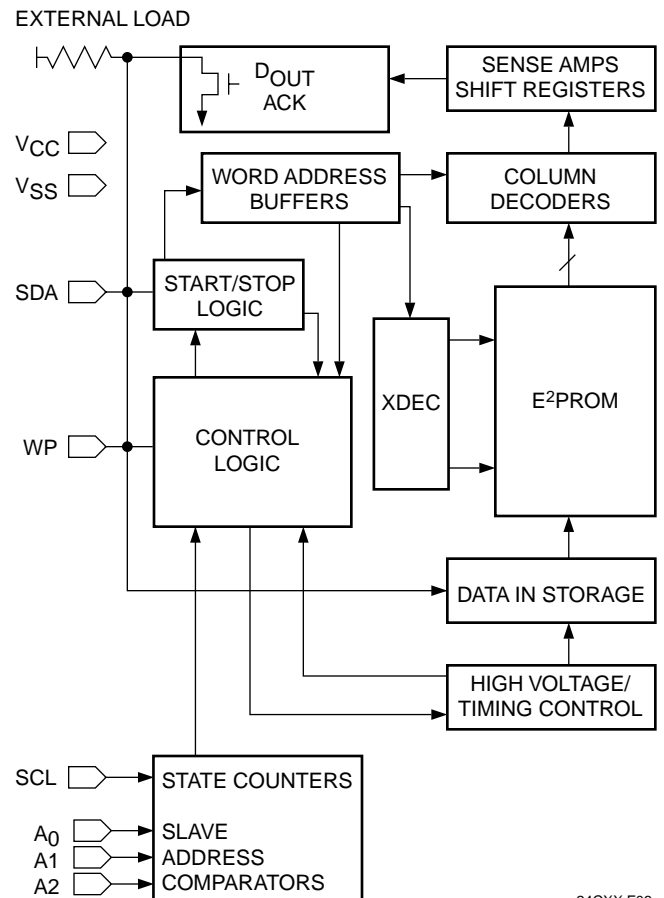 EXTERNAL LOAD
DOUT
ACK
SENSE AMPS
SHIFT REGISTERS
VCC
VSS
WORD ADDRESS
BUFFERS
COLUMN
DECODERS
SDA
START/STOP
LOGIC
XDEC
E²PROM
WP
CONTROL
LOGIC
DATA IN STORAGE
HIGH VOLTAGE/
TIMING CONTROL
SCL
STATE COUNTERS
A0
SLAVE
A1
ADDRESS
A2
COMPARATORS